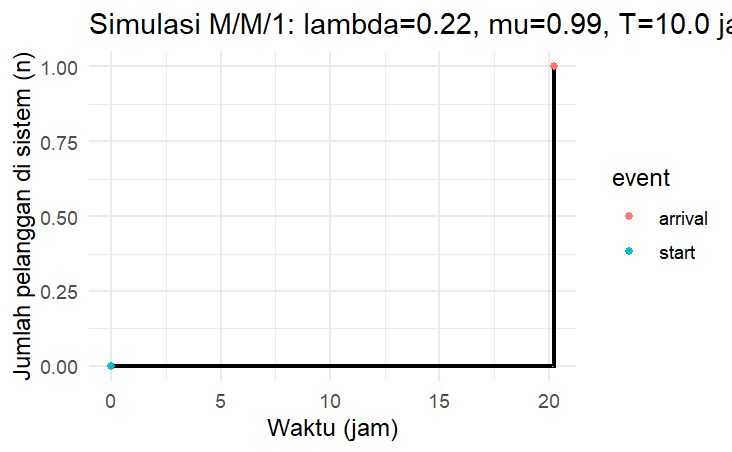 Simulasi M/M/1: lambda=0.22, mu=0.99, T=10.0 ja
Jumlah pelanggan di sistem (n)
1.00
0.75
0.50
0.25
0.00
0 5 10 15 20
Waktu (jam)
event
arrival
start